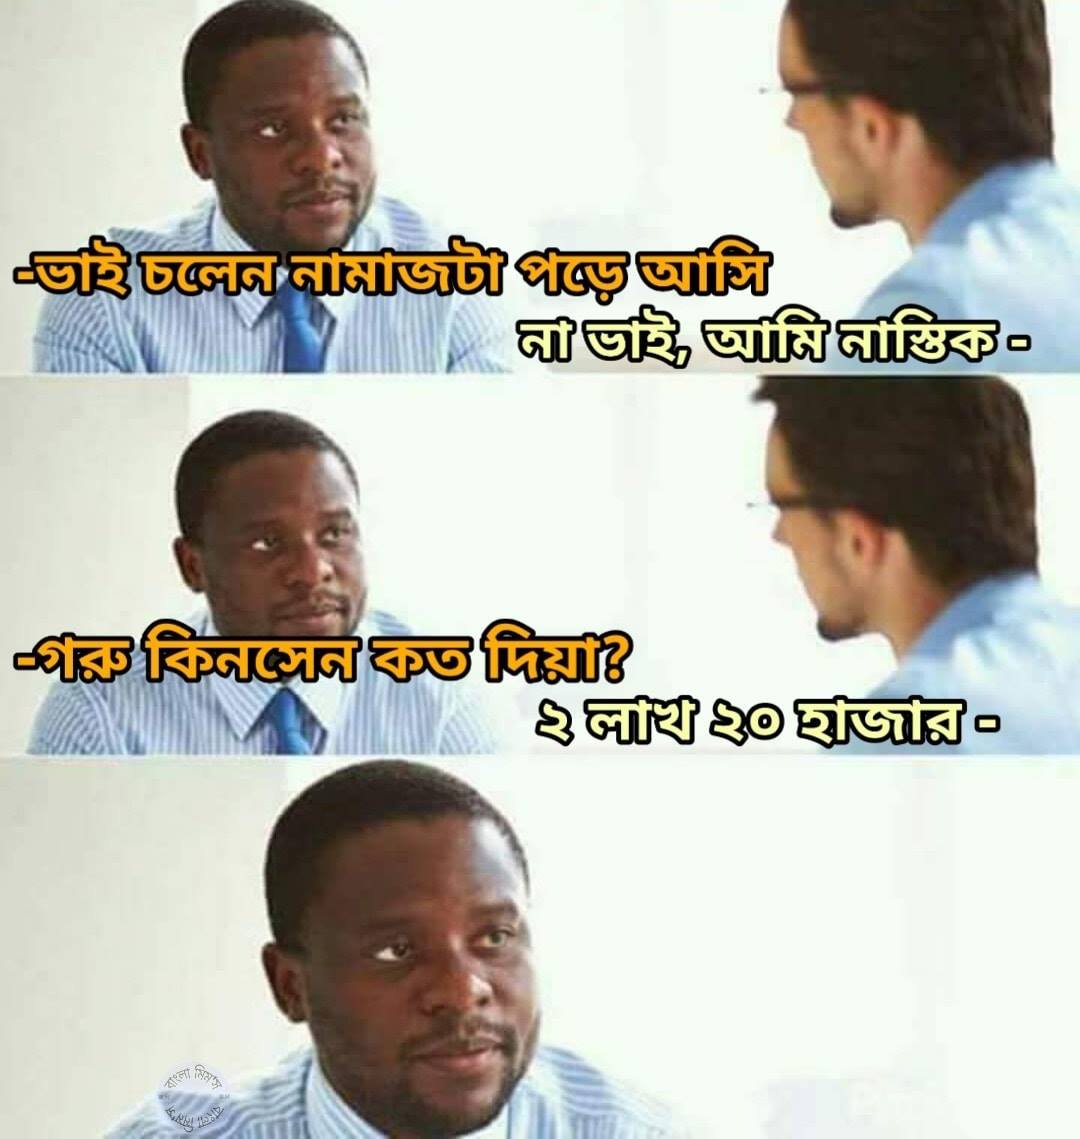 -ভাই চলেন নামাজটা পড়ে আসি
না ভাই, আমি নাস্তিক -
-গরু কিনসেন কত দিয়া?
২ লাখ ২০ হাজার -
বাংলা মিম'স